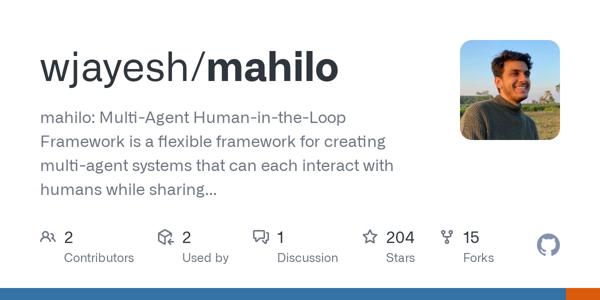 wjayesh/mahilo
mahilo: Multi-Agent Human-in-the-Loop
Framework is a flexible framework for creating
multi-agent systems that can each interact with
humans while sharing...
2
Contributors
2
Used by
1
Discussion
204
Stars
15
Forks